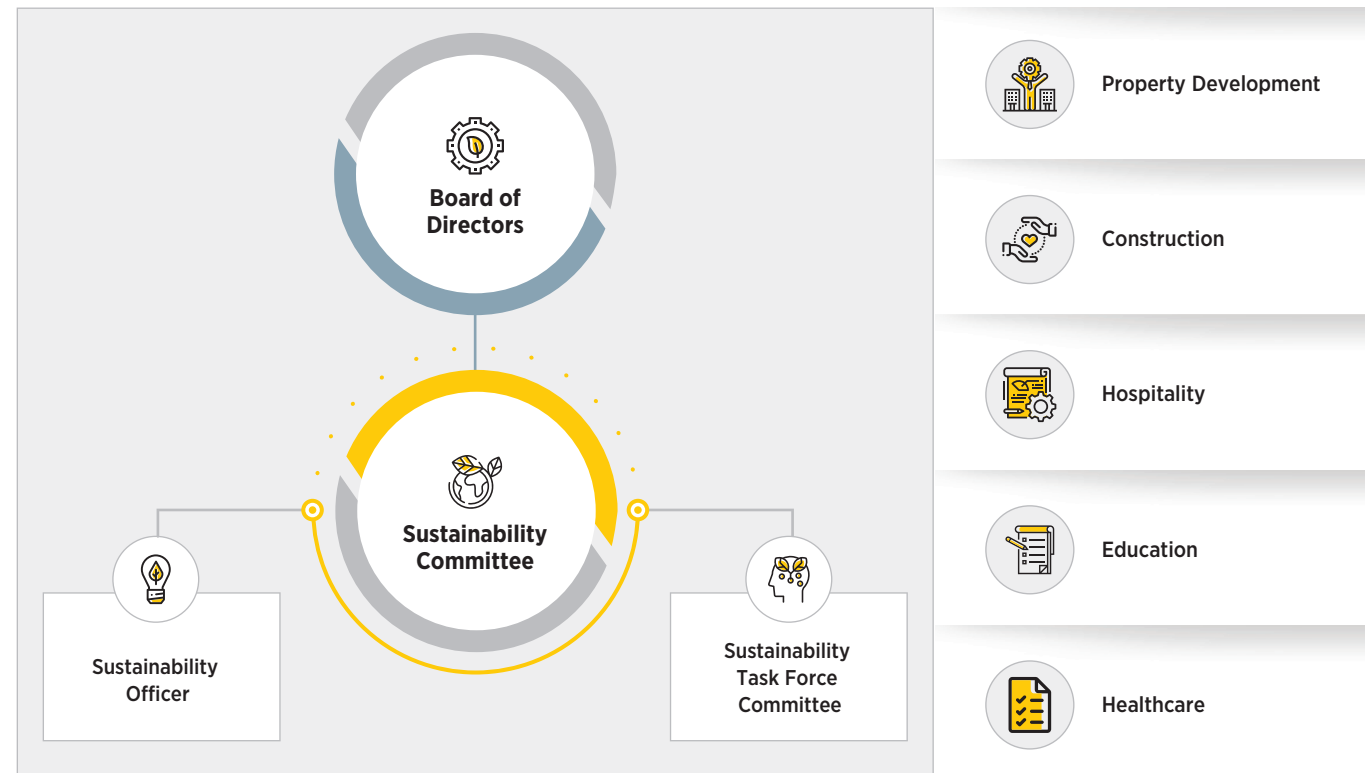 Board of
Directors
Sustainability
Committee
Sustainability
Officer
Sustainability
Task Force
Committee
Property Development
Construction
Hospitality
Education
Healthcare